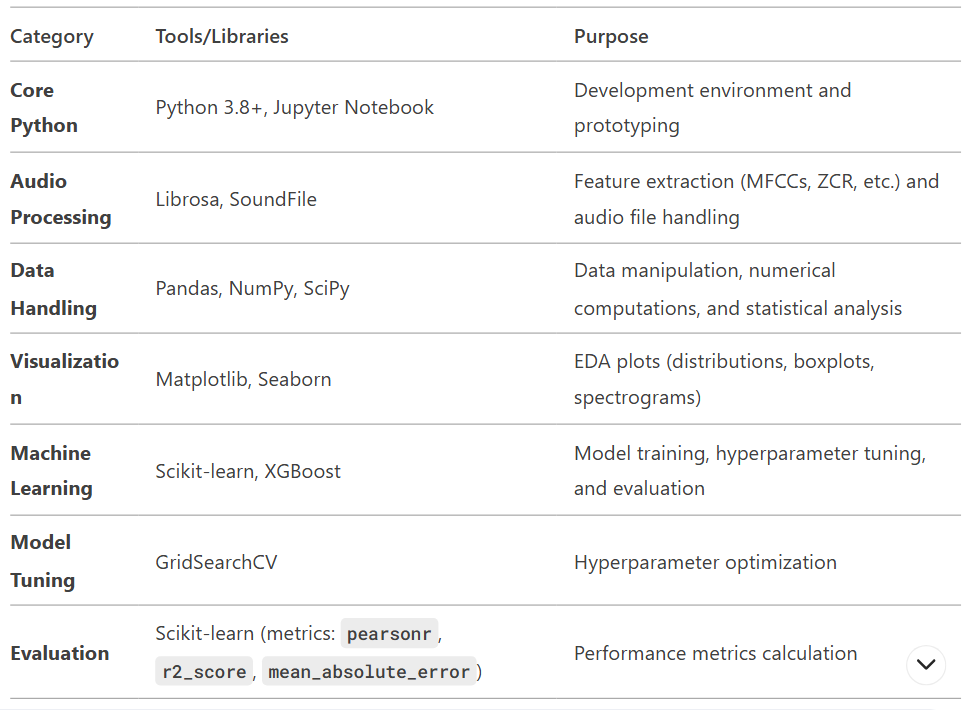 Category Tools/Libraries Purpose
Core
Python
Python 3.8+, Jupyter Notebook
Development environment and
prototyping
Audio
Processing
Librosa, SoundFile
Feature extraction (MFCCs, ZCR, etc.) and
audio file handling
Data
Handling
Pandas, NumPy, SciPy
Data manipulation, numerical
computations, and statistical analysis
Visualizatio
n
Matplotlib, Seaborn
EDA plots (distributions, boxplots,
spectrograms)
Machine
Learning
Scikit-learn, XGBoost
Model training, hyperparameter tuning,
and evaluation
Model
Tuning
GridSearchCV
Hyperparameter optimization
Evaluation
Scikit-learn (metrics: pearsonr,
r2_score, mean_absolute_error)
Performance metrics calculation